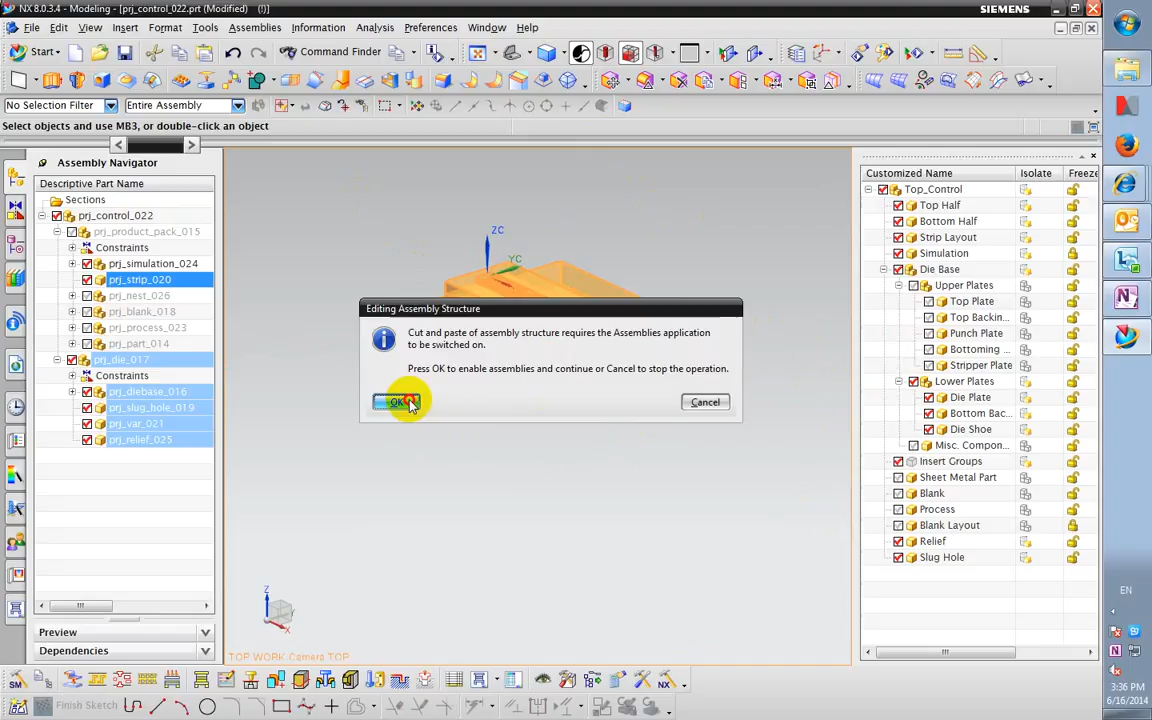 NX 8.0.3.4 - Modeling - [prj_control_022.prt (Modified) (!)]
SIEMENS
File Edit View Insert Format Tools Assemblies Information Analysis Preferences Window Help
Start
Command Finder
No Selection Filter
Entire Assembly
Select objects and use MB3, or double-click an object
Assembly Navigator
Descriptive Part Name
Sections
prj_control_022
prj_product_pack_015
Constraints
prj_simulation_024
prj_strip_020
prj_nest_026
prj_blank_018
prj_process_023
prj_part_014
prj_die_017
Constraints
prj_diebase_016
prj_slug_hole_019
prj_var_021
prj_relief_025
Preview
Dependencies
ZC
YC
Editing Assembly Structure
Cut and paste of assembly structure requires the Assemblies application
to be switched on.
Press OK to enable assemblies and continue or Cancel to stop the operation.
OK
Cancel
Z
Y
X
TOP WORK Camera TOP
Customized Name Isolate Freeze
Top_Control
Top Half
Bottom Half
Strip Layout
Simulation
Die Base
Upper Plates
Top Plate
Top Backin...
Punch Plate
Bottoming ...
Stripper Plate
Lower Plates
Die Plate
Bottom Bac...
Die Shoe
Misc. Compon...
Insert Groups
Sheet Metal Part
Blank
Process
Blank Layout
Relief
Slug Hole
Finish Sketch
EN
3:36 PM
6/16/2014